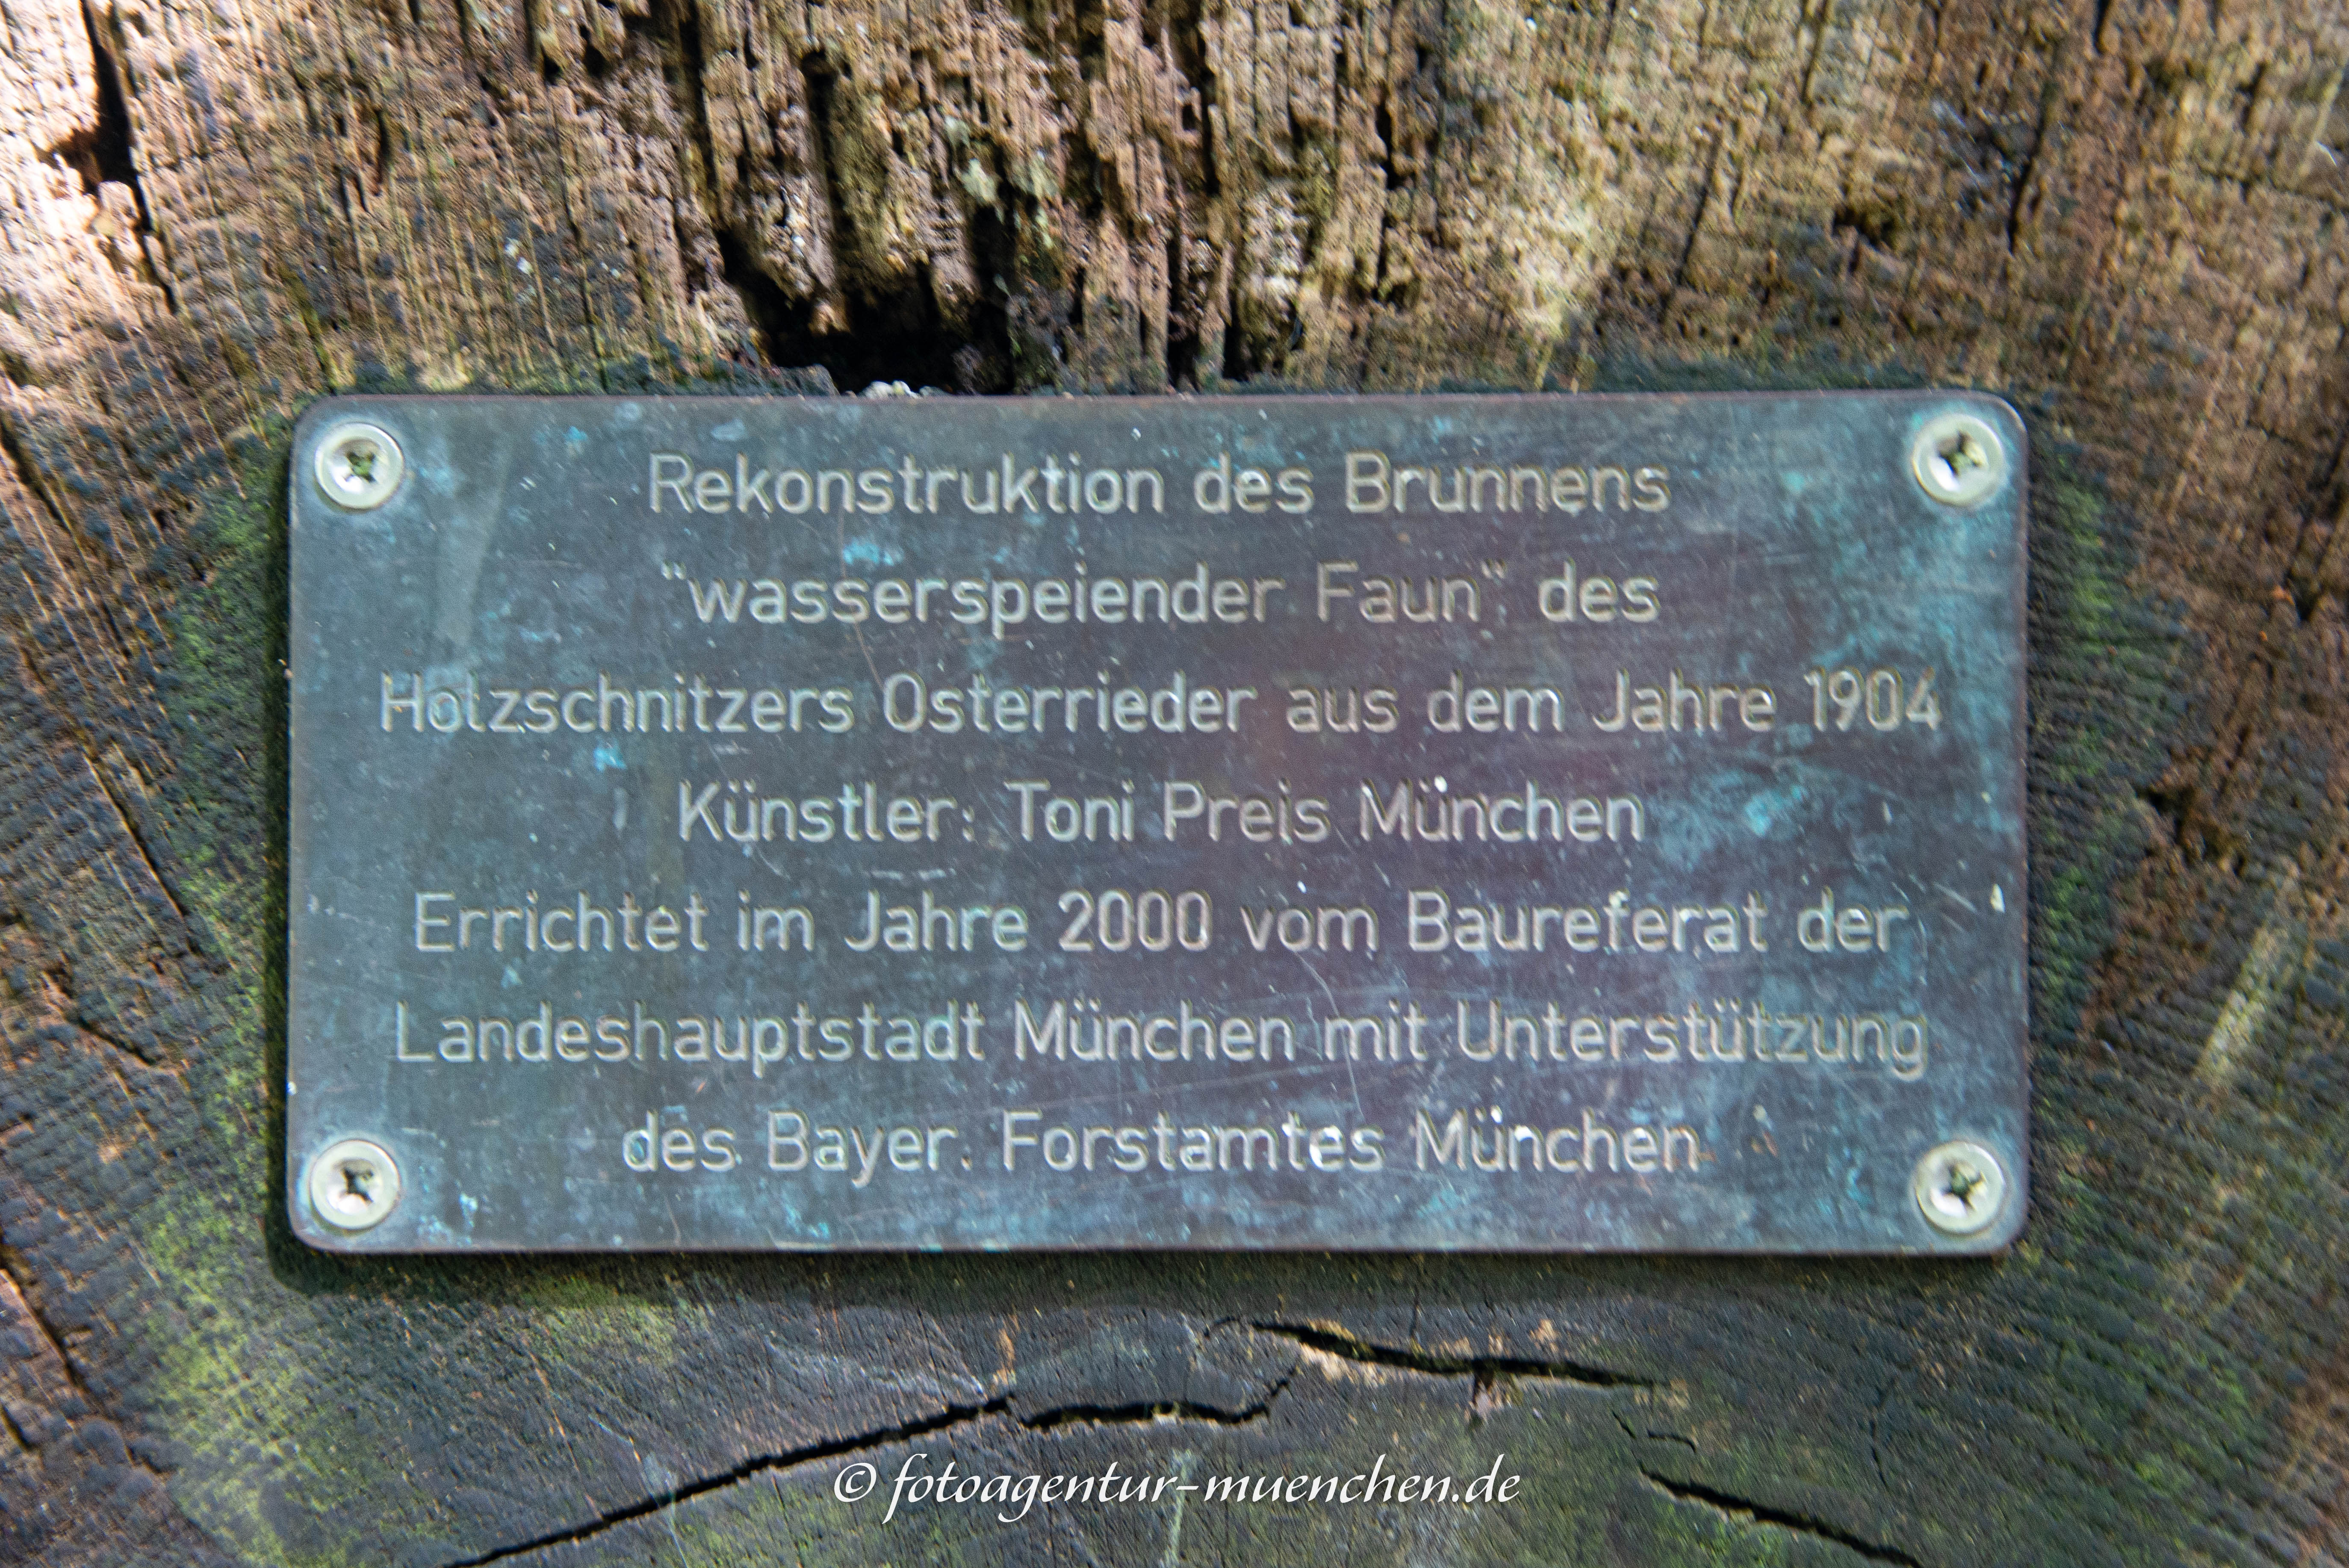 Rekonstruktion des Brunnens
"wasserspeiender Faun" des
Holzschnitzers Osterrieder aus dem Jahre 1904
Künstler: Toni Preis München
Errichtet im Jahre 2000 vom Baureferat der
Landeshauptstadt München mit Unterstützung
des Bayer. Forstamtes München
© fotoagentur-muenchen.de